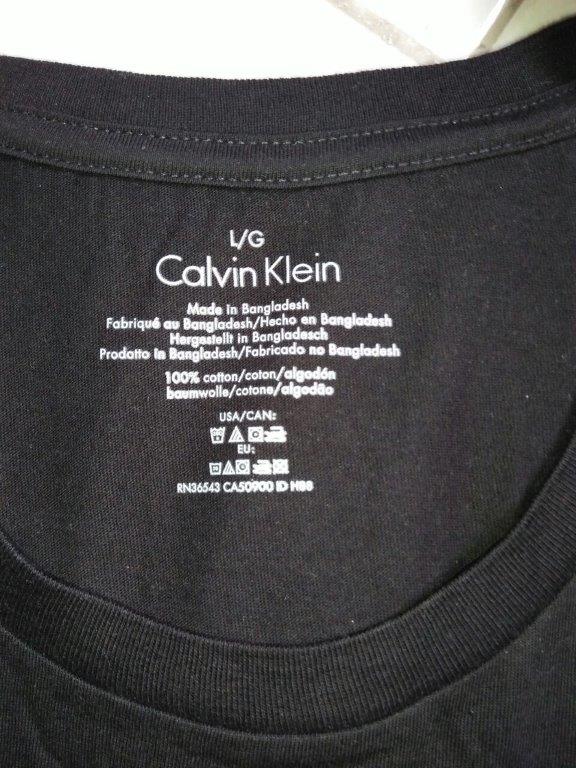 L/G
Calvin Klein
Made in Bangladesh
Fabriqué au Bangladesh/Hecho en Bangladesh
Hergestellt in Bangladesch
Prodotto in Bangladesh/Fabricado no Bangladesh
100% cotton/coton/algodón
baumwolle/cotone/algodão
USA/CAN:
EU:
RN36543 CA50900 ID H88